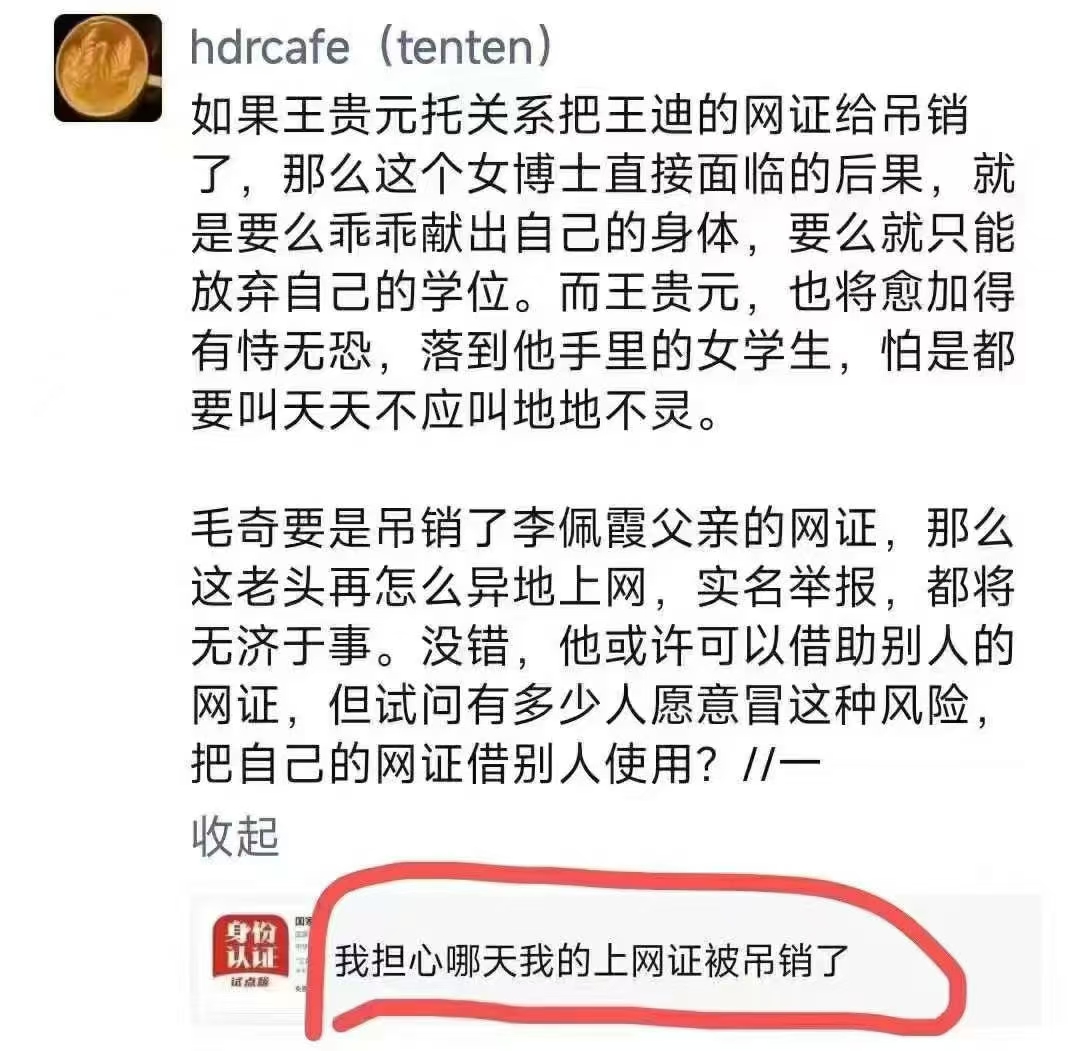 hdrcafe（tenten）
如果王贵元托关系把王迪的网证给吊销
了，那么这个女博士直接面临的后果，就
是要么乖乖献出自己的身体，要么就只能
放弃自己的学位。而王贵元，也将愈加得
有恃无恐，落到他手里的女学生，怕是都
要叫天天不应叫地地不灵。
毛奇要是吊销了李佩霞父亲的网证，那么
这老头再怎么异地上网，实名举报，都将
无济于事。没错，他或许可以借助别人的
网证，但试问有多少人愿意冒这种风险，
把自己的网证借别人使用？//一
收起
身份
认证
试点版
我担心哪天我的上网证被吊销了